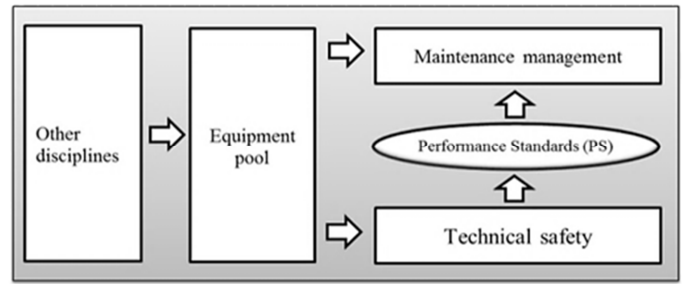 Other
disciplines
Equipment
pool
Maintenance management
Performance Standards (PS)
Technical safety